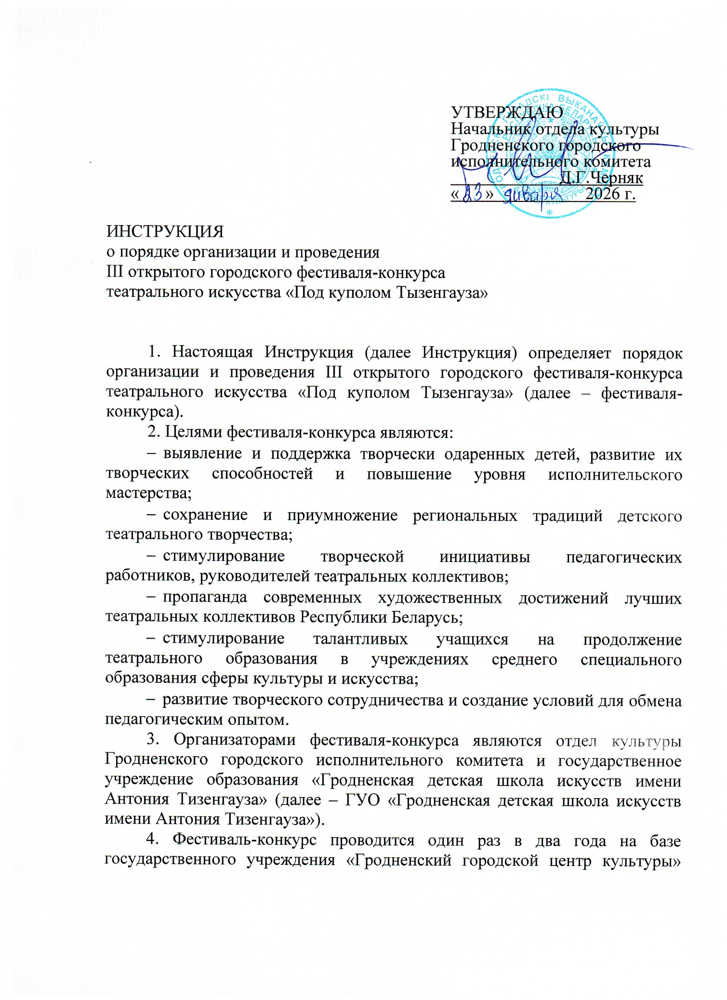 УТВЕРЖДАЮ
Начальник отдела культуры
Гродненского городского
исполнительного комитета
Д.Г.Черняк
«23» января 2026 г.
ИНСТРУКЦИЯ
о порядке организации и проведения
III открытого городского фестиваля-конкурса
театрального искусства «Под куполом Тызенгауза»
1. Настоящая Инструкция (далее Инструкция) определяет порядок
организации и проведения III открытого городского фестиваля-конкурса
театрального искусства «Под куполом Тызенгауза» (далее – фестиваля-
конкурса).
2. Целями фестиваля-конкурса являются:
– выявление и поддержка творчески одаренных детей, развитие их
творческих способностей и повышение уровня исполнительского
мастерства;
– сохранение и приумножение региональных традиций детского
театрального творчества;
– стимулирование творческой инициативы педагогических
работников, руководителей театральных коллективов;
– пропаганда современных художественных достижений лучших
театральных коллективов Республики Беларусь;
– стимулирование талантливых учащихся на продолжение
театрального образования в учреждениях среднего специального
образования сферы культуры и искусства;
– развитие творческого сотрудничества и создание условий для обмена
педагогическим опытом.
3. Организаторами фестиваля-конкурса являются отдел культуры
Гродненского городского исполнительного комитета и государственное
учреждение образования «Гродненская детская школа искусств имени
Антония Тизенгауза» (далее – ГУО «Гродненская детская школа искусств
имени Антония Тизенгауза»).
4. Фестиваль-конкурс проводится один раз в два года на базе
государственного учреждения «Гродненский городской центр культуры»